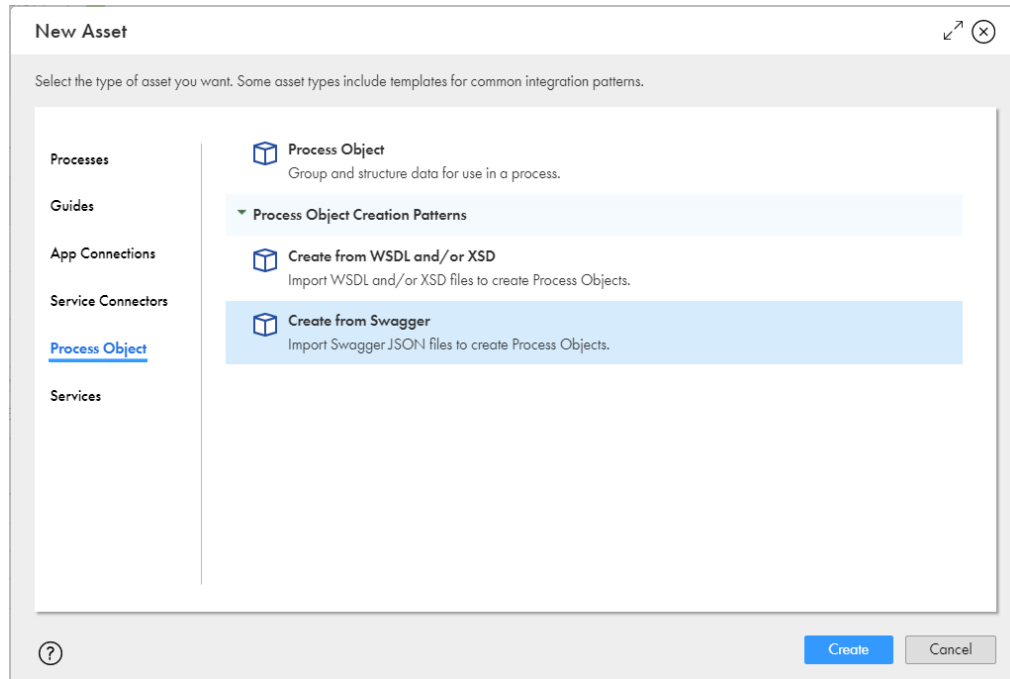 New Asset
Select the type of asset you want. Some asset types include templates for common integration patterns.
Processes
Guides
App Connections
Service Connectors
Process Object
Services
Process Object
Group and structure data for use in a process.
Process Object Creation Patterns
Create from WSDL and/or XSD
Import WSDL and/or XSD files to create Process Objects.
Create from Swagger
Import Swagger JSON files to create Process Objects.
?
Create
Cancel